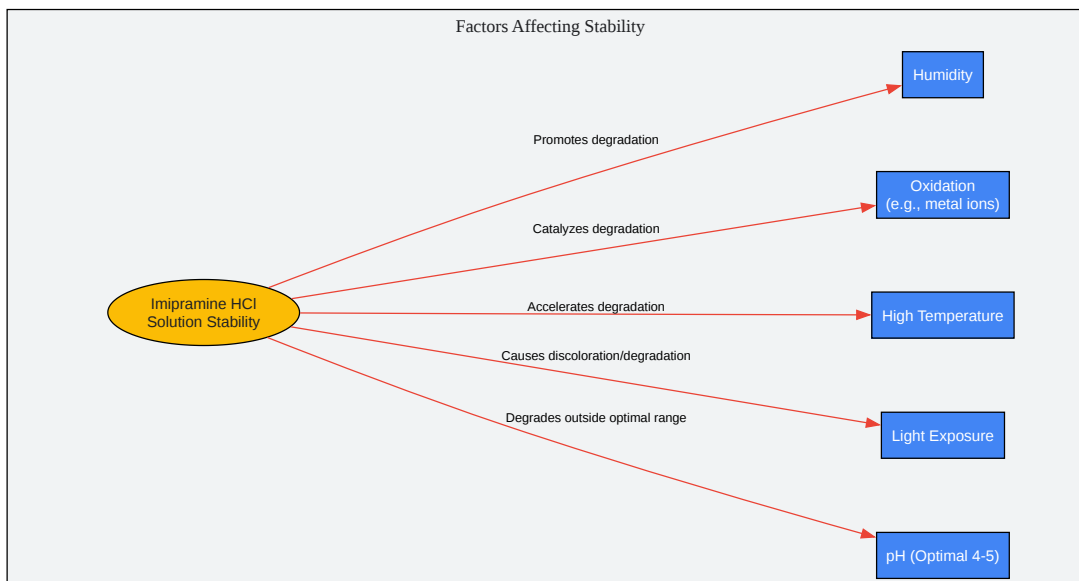 Factors Affecting Stability
Humidity
Promotes degradation
Oxidation
(e.g., metal ions)
Catalyzes degradation
Imipramine HCl
Solution Stability
Accelerates degradation
High Temperature
Causes discoloration/degradation
Light Exposure
Degrades outside optimal range
pH (Optimal 4-5)